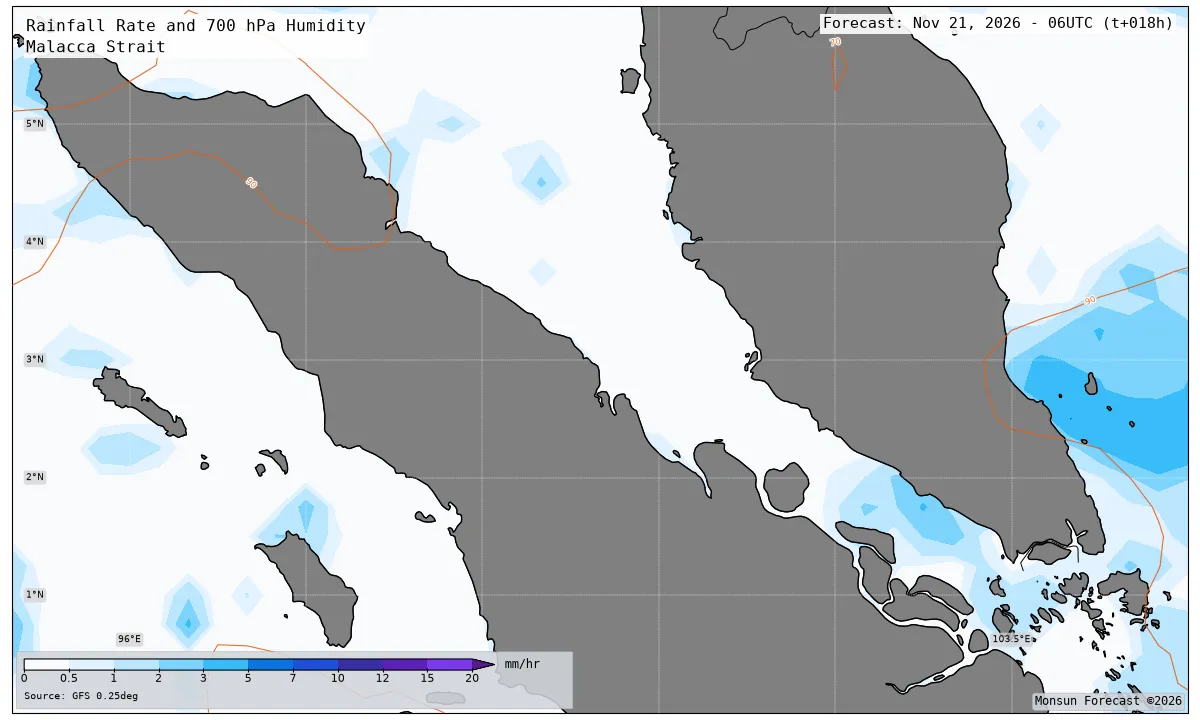 Rainfall Rate and 700 hPa Humidity
Malacca Strait
Forecast: Nov 21, 2026 - 06UTC (t+018h)
70
5°N
90
4°N
90
3°N
2°N
1°N
96°E
103.5°E
mm/hr
0 0.5 1 2 3 5 7 10 12 15 20
Source: GFS 0.25deg
Monsun Forecast ©2026